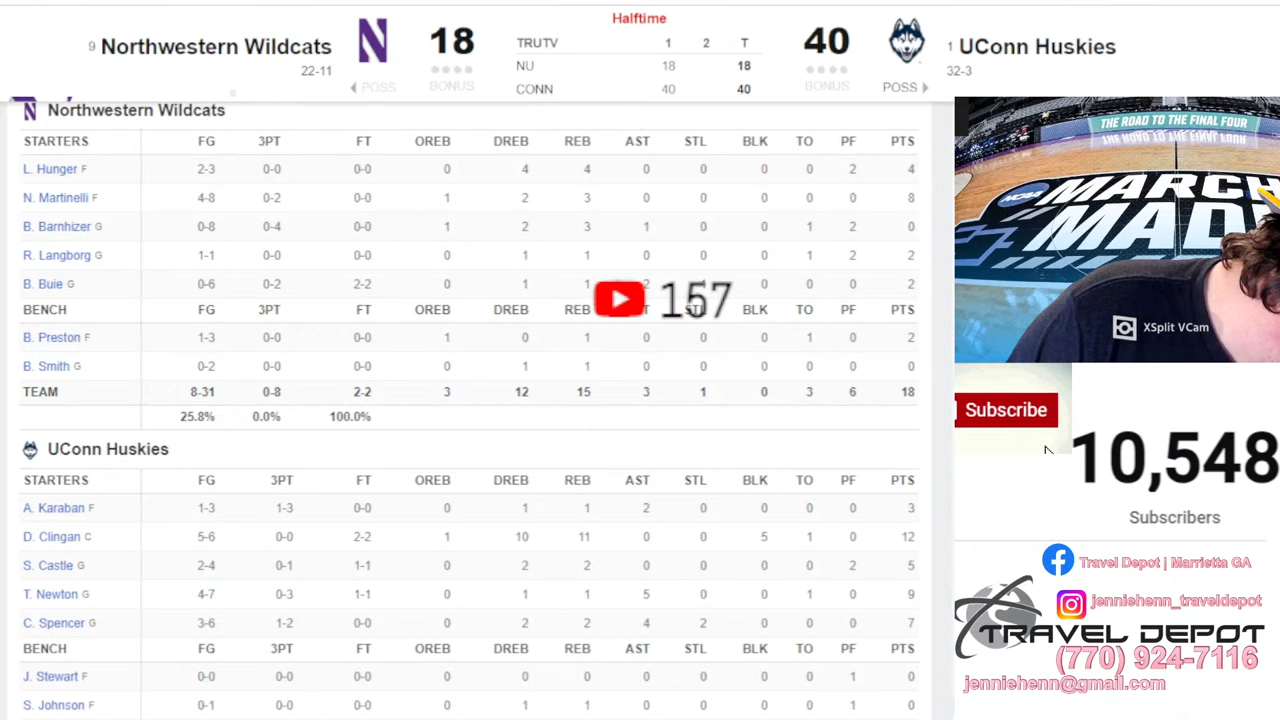 Halftime
9 Northwestern Wildcats
22-11
N
18
POSS
BONUS
TRUTV 1 2 T
NU 18 18
CONN 40 40
40
BONUS
1 UConn Huskies
32-3
POSS
Northwestern Wildcats
STARTERS FG 3PT FT OREB DREB REB AST STL BLK TO PF PTS
L. Hunger F 2-3 0-0 0-0 0 4 4 0 0 0 0 2 4
N. Martinelli F 4-8 0-2 0-0 1 2 3 0 0 0 0 0 8
B. Barnhizer G 0-8 0-4 0-0 1 2 3 1 0 0 1 2 0
R. Langborg G 1-1 0-0 0-0 0 1 1 0 0 0 1 2 2
B. Buie G 0-6 0-2 2-2 0 1 1 2 0 0 0 2
BENCH FG 3PT FT OREB DREB REB STL BLK TO PF PTS
157
B. Preston F 1-3 0-0 0-0 1 0 1 0 0 0 1 0 2
B. Smith G 0-2 0-0 0-0 0 1 1 0 0 0 0 0 0
TEAM 8-31 0-8 2-2 3 12 15 3 1 0 3 6 18
25.8% 0.0% 100.0%
UConn Huskies
STARTERS FG 3PT FT OREB DREB REB AST STL BLK TO PF PTS
A. Karaban F 1-3 1-3 0-0 0 1 1 2 0 0 0 0 3
D. Clingan C 5-6 0-0 2-2 1 10 11 0 0 5 1 0 12
S. Castle G 2-4 0-1 1-1 0 2 2 0 0 0 0 2 5
T. Newton G 4-7 0-3 1-1 0 1 1 5 0 0 1 0 9
C. Spencer G 3-6 1-2 0-0 0 2 2 4 2 0 0 0 7
BENCH FG 3PT FT OREB DREB REB AST STL BLK TO PF PTS
J. Stewart F 0-0 0-0 0-0 0 0 0 0 0 0 0 1 0
S. Johnson F 0-1 0-0 0-0 0 1 1 0 0 0 0 1 0
THE ROAD TO THE FINAL FOUR
NCAA
MARCH
MAD
XSplit VCam
Subscribe
10,548
Subscribers
Travel Depot | Marrietta GA
jenniehenn_traveldepot
TRAVEL DEPOT
(770) 924-7116
jenniehenn@gmail.com